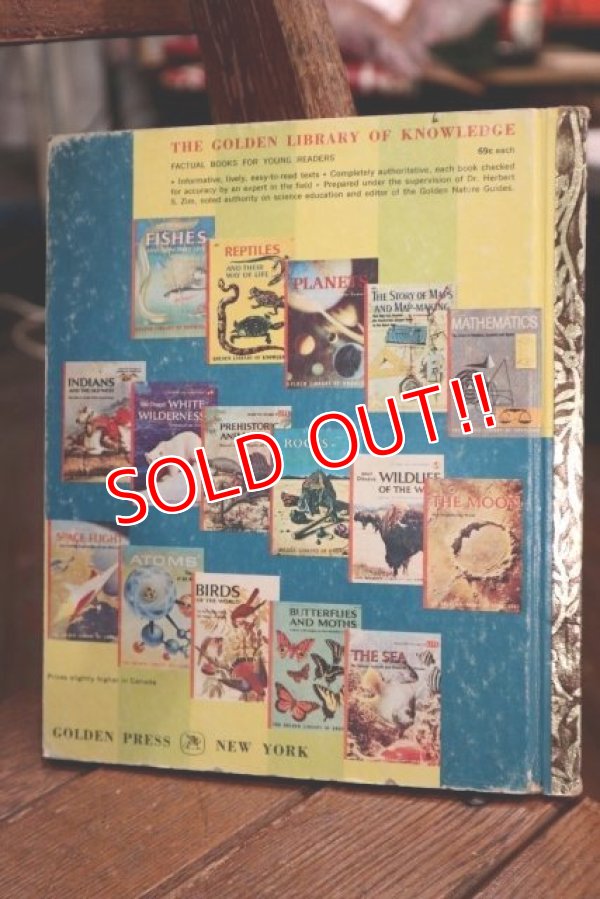 THE GOLDEN LIBRARY OF KNOWLEDGE
FACTUAL BOOKS FOR YOUNG READERS
69c each
• Informative, lively, easy-to-read texts • Completely authoritative, each book checked
for accuracy by an expert in the field • Prepared under the supervision of Dr. Herbert
S. Zim, noted authority on science education and editor of the Golden Nature Guides.
FISHES
REPTILES
AND THEIR
WAY OF LIFE
PLANETS
THE STORY OF MAPS
AND MAP-MAKING
MATHEMATICS
INDIANS
AND THE OLD WEST
WHITE
WILDERNESS
PREHISTORIC
ROCKS
WILDLIFE
OF THE
THE MOON
SOLD OUT!!
SPACE FLIGHT
ATOMS
BIRDS
OF THE WORLD
BUTTERFLIES
AND MOTHS
THE SEA
Prices slightly higher in Canada
GOLDEN PRESS NEW YORK